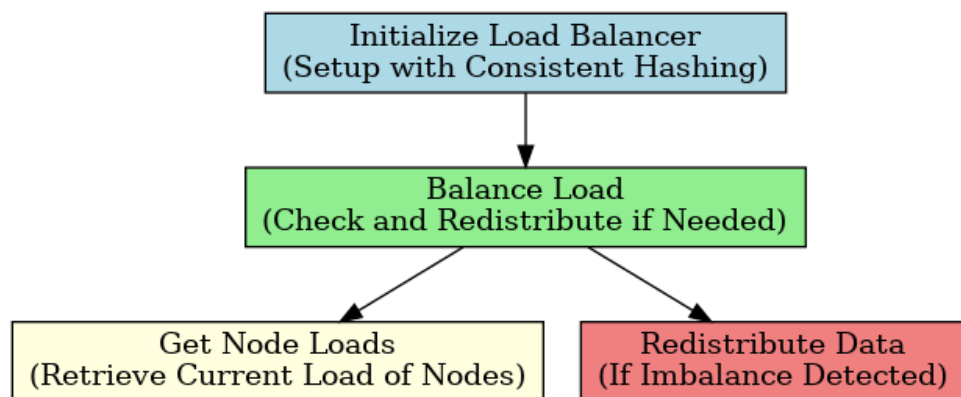 Initialize Load Balancer
(Setup with Consistent Hashing)
Balance Load
(Check and Redistribute if Needed)
Get Node Loads
(Retrieve Current Load of Nodes)
Redistribute Data
(If Imbalance Detected)